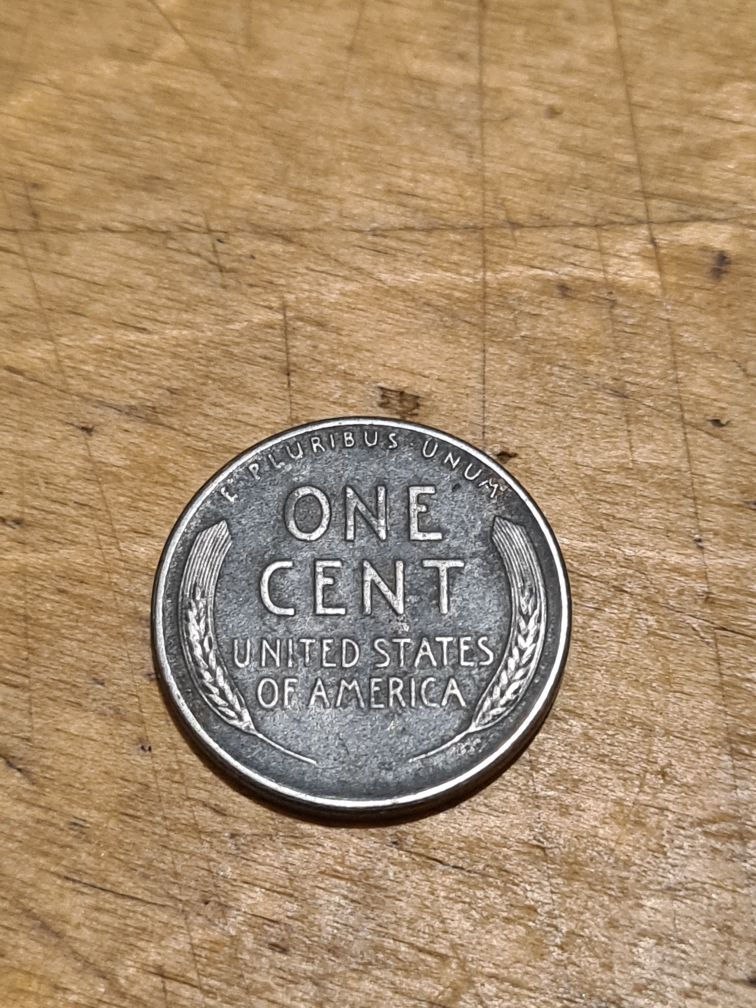 E · PLURIBUS · UNUM
ONE
CENT
UNITED STATES
OF AMERICA